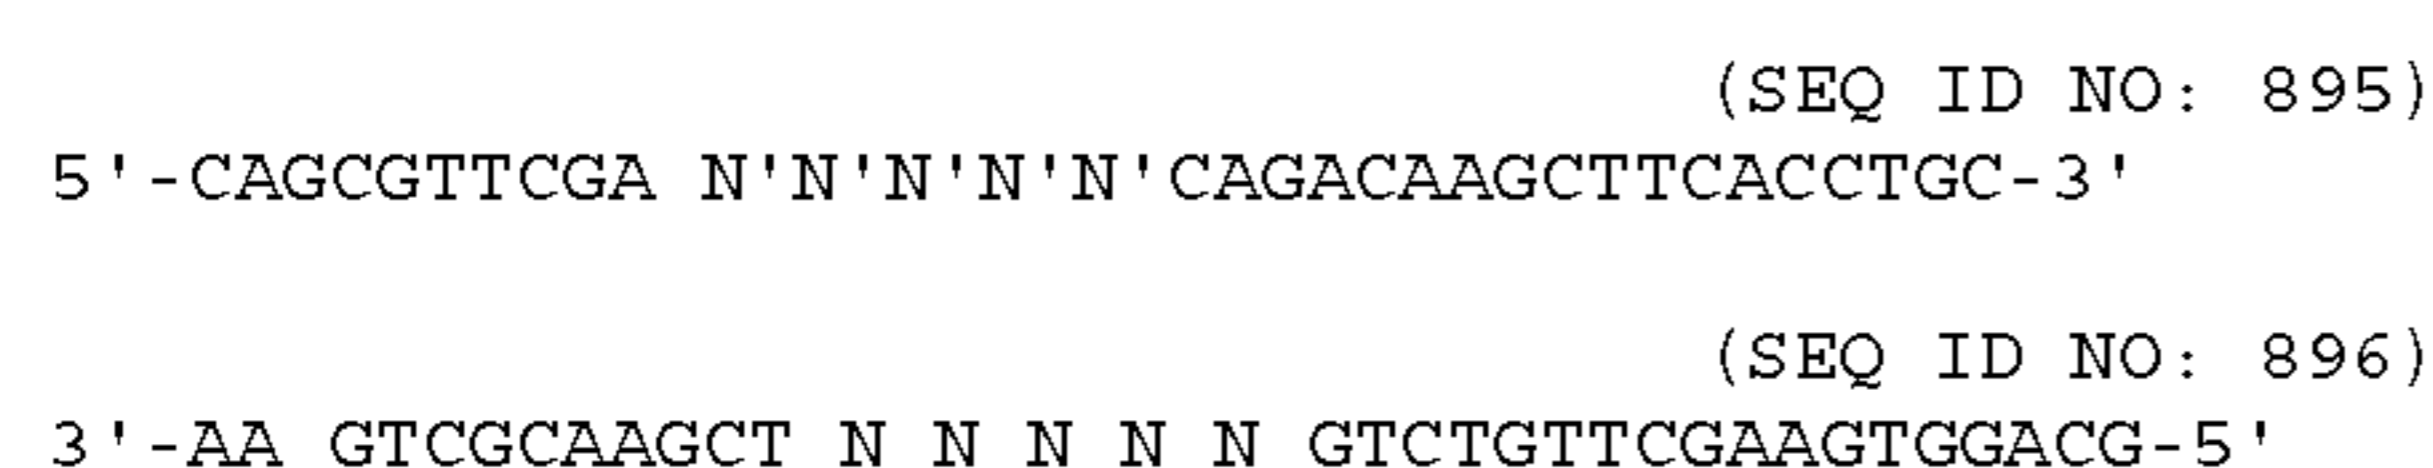 (SEQ ID NO: 895)
5'-CAGCGTTCGA N'N'N'N'N'CAGACAAGCTTCACCTGC-3'
(SEQ ID NO: 896)
3'-AA GTCGCAAGCT N N N N N GTCTGTTCGAAGTGGACG-5'